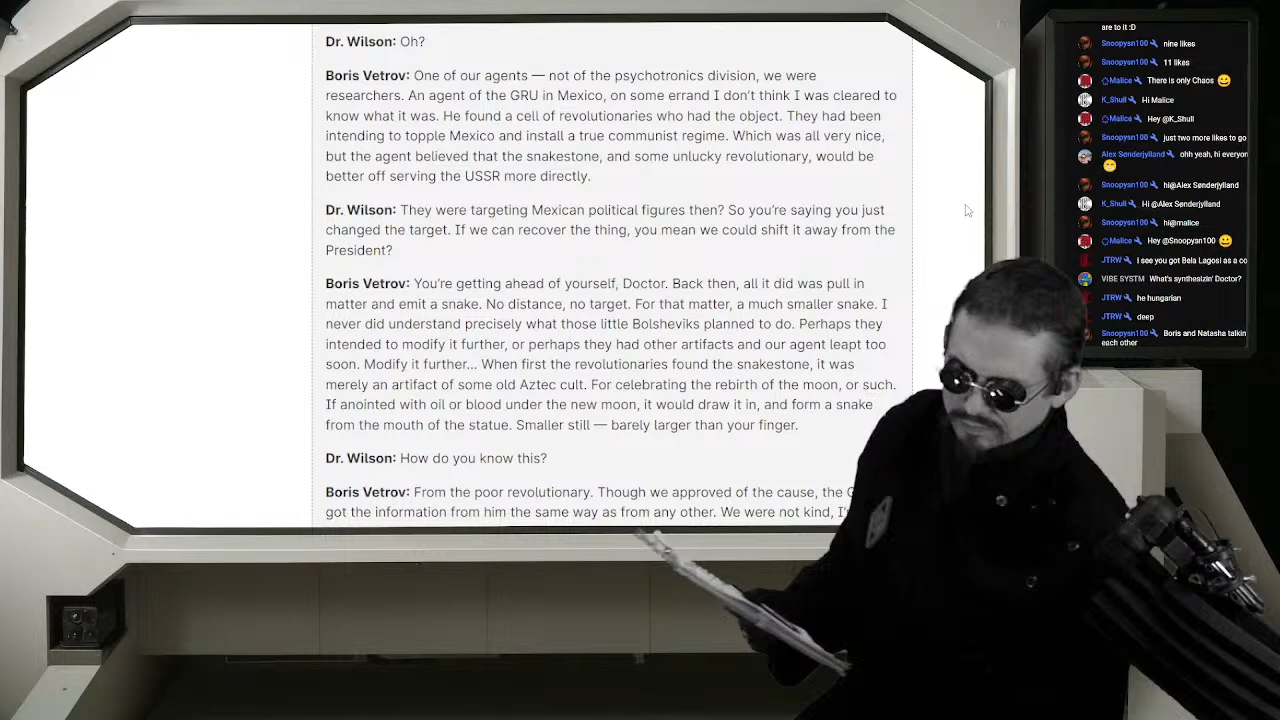 Dr. Wilson: Oh?
Boris Vetrov: One of our agents — not of the psychotronics division, we were
researchers. An agent of the GRU in Mexico, on some errand I don't think I was cleared to
know what it was. He found a cell of revolutionaries who had the object. They had been
intending to topple Mexico and install a true communist regime. Which was all very nice,
but the agent believed that the snakestone, and some unlucky revolutionary, would be
better off serving the USSR more directly.
Dr. Wilson: They were targeting Mexican political figures then? So you're saying you just
changed the target. If we can recover the thing, you mean we could shift it away from the
President?
Boris Vetrov: You're getting ahead of yourself, Doctor. Back then, all it did was pull in
matter and emit a snake. No distance, no target. For that matter, a much smaller snake. I
never did understand precisely what those little Bolsheviks planned to do. Perhaps they
intended to modify it further, or perhaps they had other artifacts and our agent leapt too
soon. Modify it further... When first the revolutionaries found the snakestone, it was
merely an artifact of some old Aztec cult. For celebrating the rebirth of the moon, or such.
If anointed with oil or blood under the new moon, it would draw it in, and form a snake
from the mouth of the statue. Smaller still — barely larger than your finger.
Dr. Wilson: How do you know this?
Boris Vetrov: From the poor revolutionary. Though we approved of the cause, the
got the information from him the same way as from any other. We were not kind,
are to it :D
Snoopysn100 nine likes
Snoopysn100 11 likes
Malice There is only Chaos
K_Shull Hi Malice
Malice Hey @K_Shull
Snoopysn100 just two more likes to go
Alex Sønderjylland ohh yeah, hi everyon
Snoopysn100 hi@Alex Sønderjylland
K_Shull Hi @Alex Sønderjylland
Snoopysn100 hi@malice
Malice Hey @Snoopysn100
JTRW I see you got Bela Lagosi as a co
VIBE SYSTM What's synthesizin' Doctor?
JTRW he hungarian
JTRW deep
Snoopysn100 Boris and Natasha talkin
each other